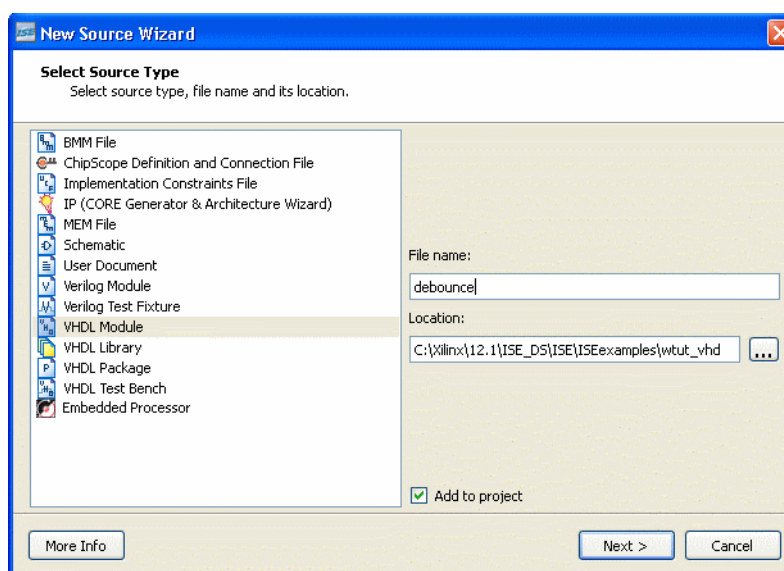 ISE New Source Wizard
Select Source Type
Select source type, file name and its location.
BMM File
ChipScope Definition and Connection File
Implementation Constraints File
IP (CORE Generator & Architecture Wizard)
MEM File
Schematic
User Document
Verilog Module
Verilog Test Fixture
VHDL Module
VHDL Library
VHDL Package
VHDL Test Bench
Embedded Processor
File name:
debounce
Location:
C:\Xilinx\12.1\ISE_DS\ISE\ISEexamples\wtut_vhd
...
Add to project
More Info
Next >
Cancel